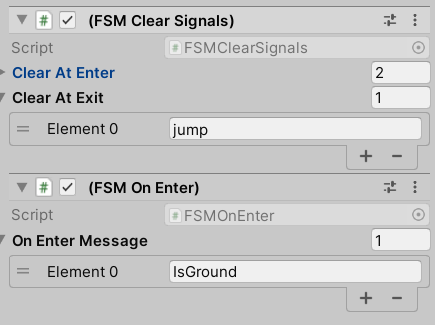 (FSM Clear Signals)
Script FSMClearSignals
Clear At Enter 2
Clear At Exit 1
Element 0 jump
(FSM On Enter)
Script FSMOnEnter
On Enter Message 1
Element 0 IsGround